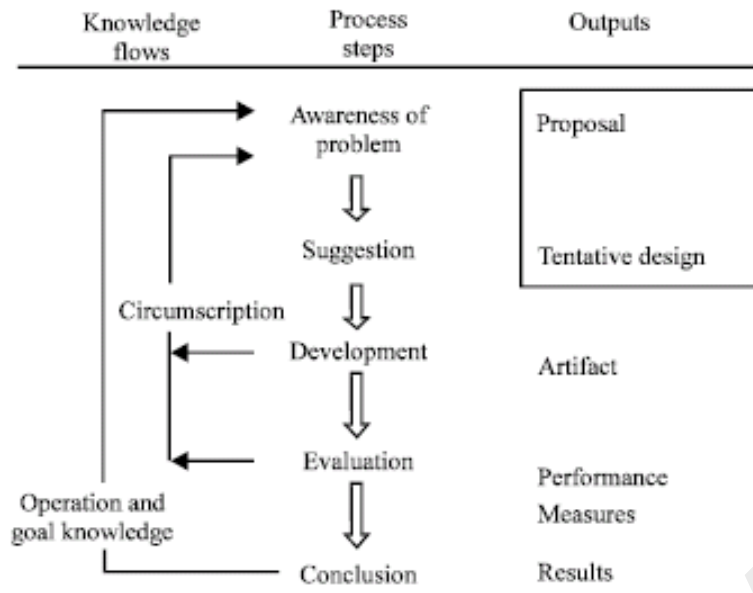 Knowledge
flows
Process
steps
Outputs
Awareness of
problem
Proposal
Suggestion
Tentative design
Circumscription
Development
Artifact
Evaluation
Performance
Measures
Operation and
goal knowledge
Conclusion
Results